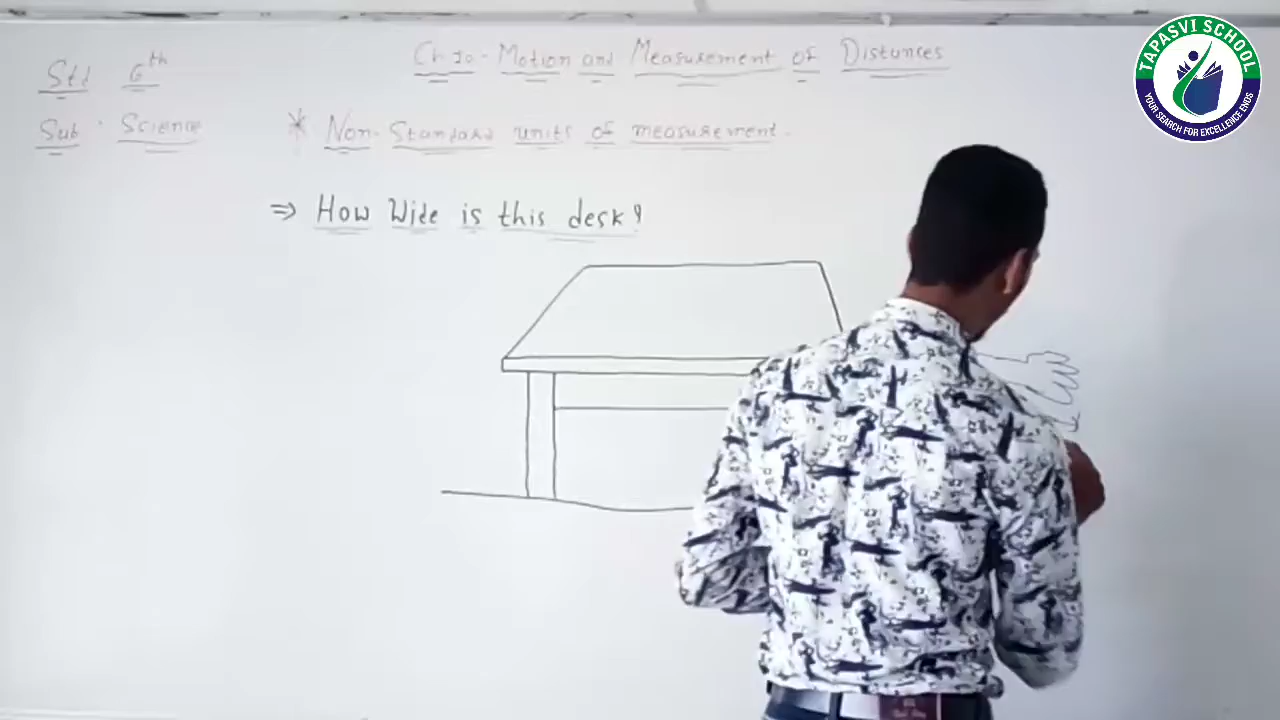 Std 6th
Ch 10 - Motion and Measurement of Distances
Sub : Science
* Non-Standard units of measurement.
⇒ How Wide is this desk?
TAPASVI SCHOOL
YOUR SEARCH FOR EXCELLENCE ENDS